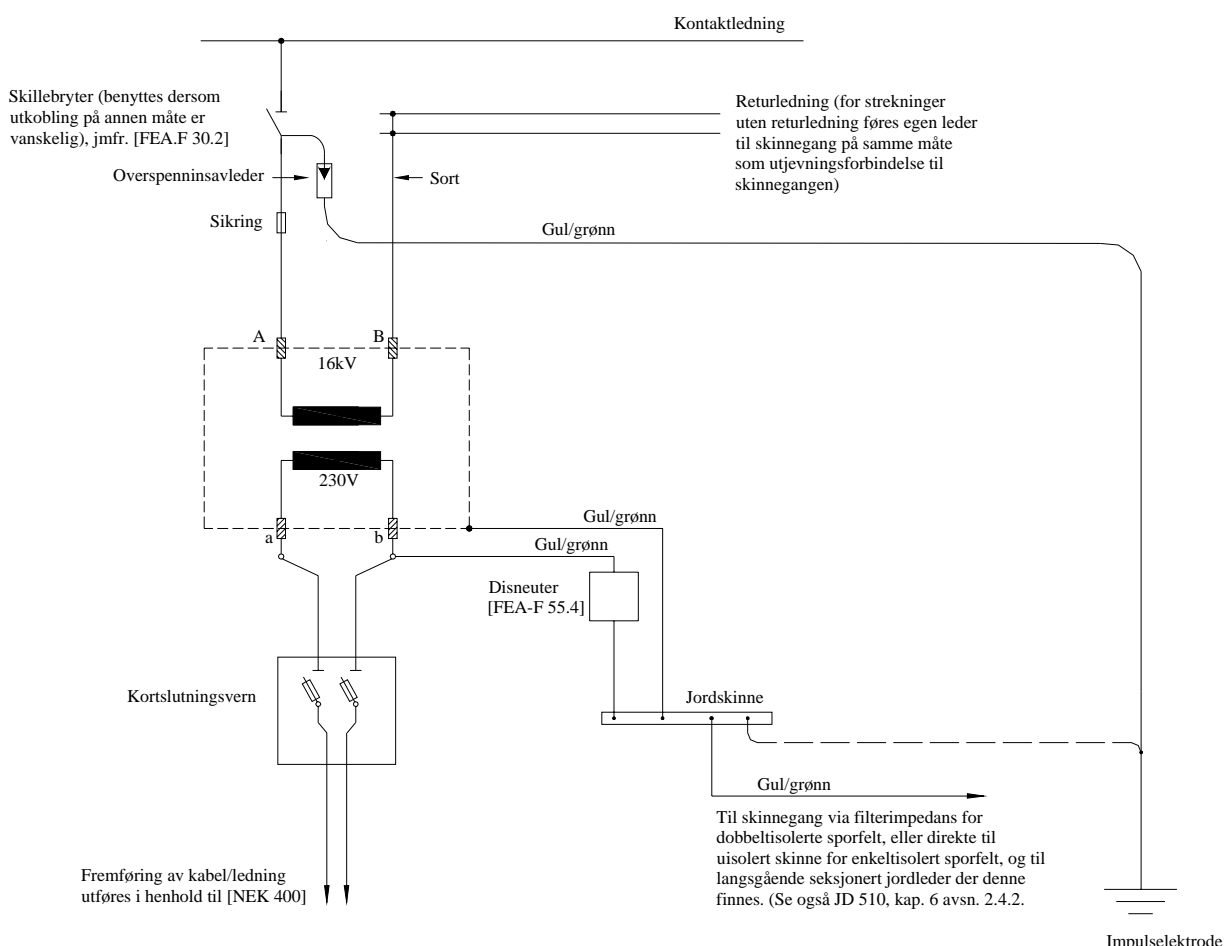 Kontaktledning
Skillebryter (benyttes dersom
utkobling på annen måte er
vanskelig), jmfr. [FEA.F 30.2]
Returledning (for strekninger
uten returledning føres egen leder
til skinnegang på samme måte
som utjevningsforbindelse til
skinnegangen)
Overspenninsavleder
Sort
Sikring
Gul/grønn
A
B
16kV
230V
a
b
Gul/grønn
Gul/grønn
Disneuter
[FEA-F 55.4]
Kortslutningsvern
Jordskinne
Gul/grønn
Til skinnegang via filterimpedans for
dobbeltisolerte sporfelt, eller direkte til
uisolert skinne for enkeltisolert sporfelt, og til
langsgående seksjonert jordleder der denne
finnes. (Se også JD 510, kap. 6 avsn. 2.4.2.
Fremføring av kabel/ledning
utføres i henhold til [NEK 400]
Impulselektrode